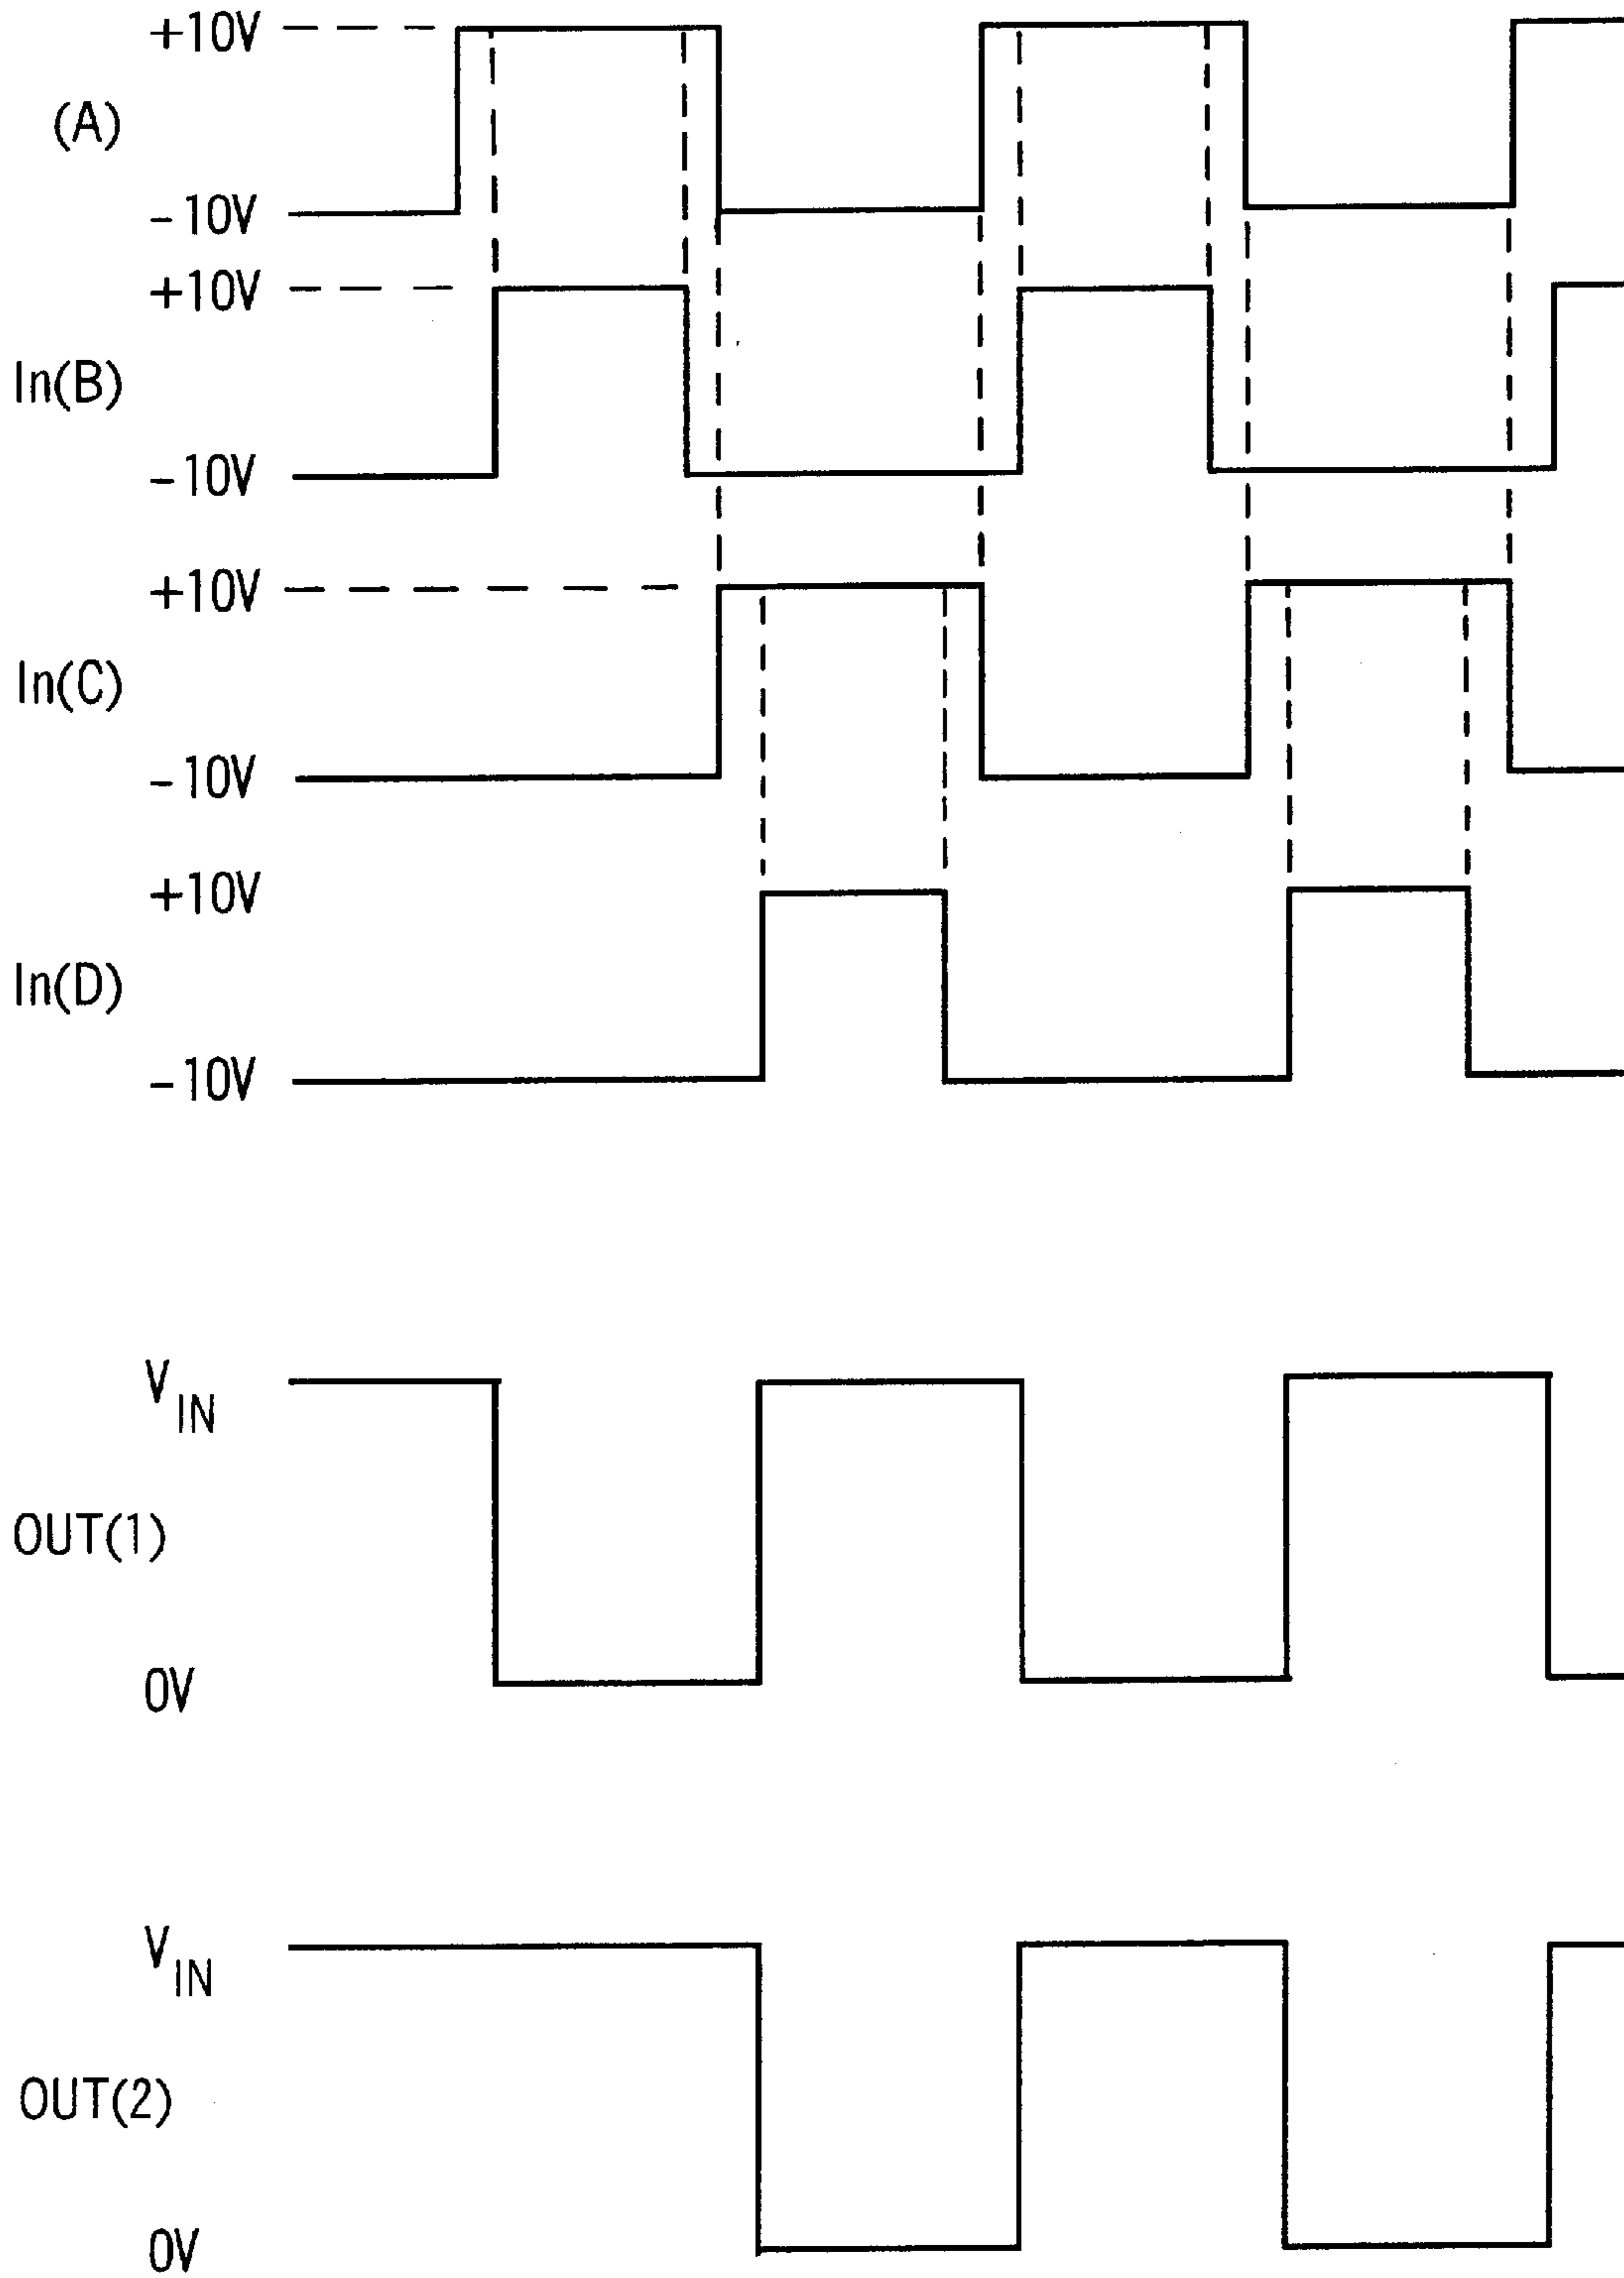 +10V
(A)
-10V
+10V
In(B)
-10V
+10V
In(C)
-10V
+10V
In(D)
-10V
VIN
OUT(1)
0V
VIN
OUT(2)
0V